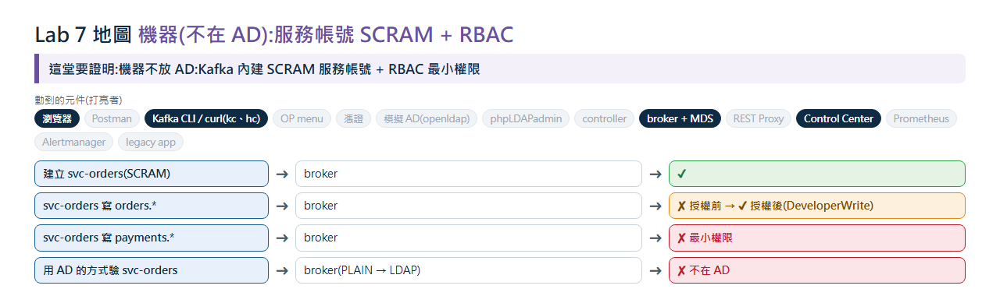 Lab 7 地圖 機器(不在 AD):服務帳號 SCRAM + RBAC
這堂要證明:機器不放 AD:Kafka 內建 SCRAM 服務帳號 + RBAC 最小權限
動到的元件(打亮者)
瀏覽器 Postman Kafka CLI / curl(kc、hc) OP menu 憑證 模擬 AD(openldap) phpLDAPadmin controller broker + MDS REST Proxy Control Center Prometheus
Alertmanager legacy app
建立 svc-orders(SCRAM) → broker → ✔
svc-orders 寫 orders.* → broker → ✘ 授權前 → ✔ 授權後(DeveloperWrite)
svc-orders 寫 payments.* → broker → ✘ 最小權限
用 AD 的方式驗 svc-orders → broker(PLAIN → LDAP) → ✘ 不在 AD